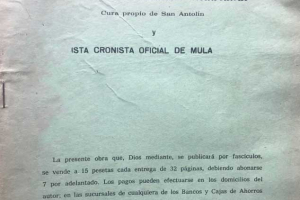 Cura propio de San Antolín
y
ISTA CRONISTA OFICIAL DE MULA
La presente obra que, Dios mediante, se publicará por fascículos,
se vende a 15 pesetas cada entrega de 32 páginas, debiendo abonarse
7 por adelantado. Los pagos pueden efectuarse en los domicilios del
autor, en las sucursales de cualquiera de los Bancos y Cajas de Ahorros